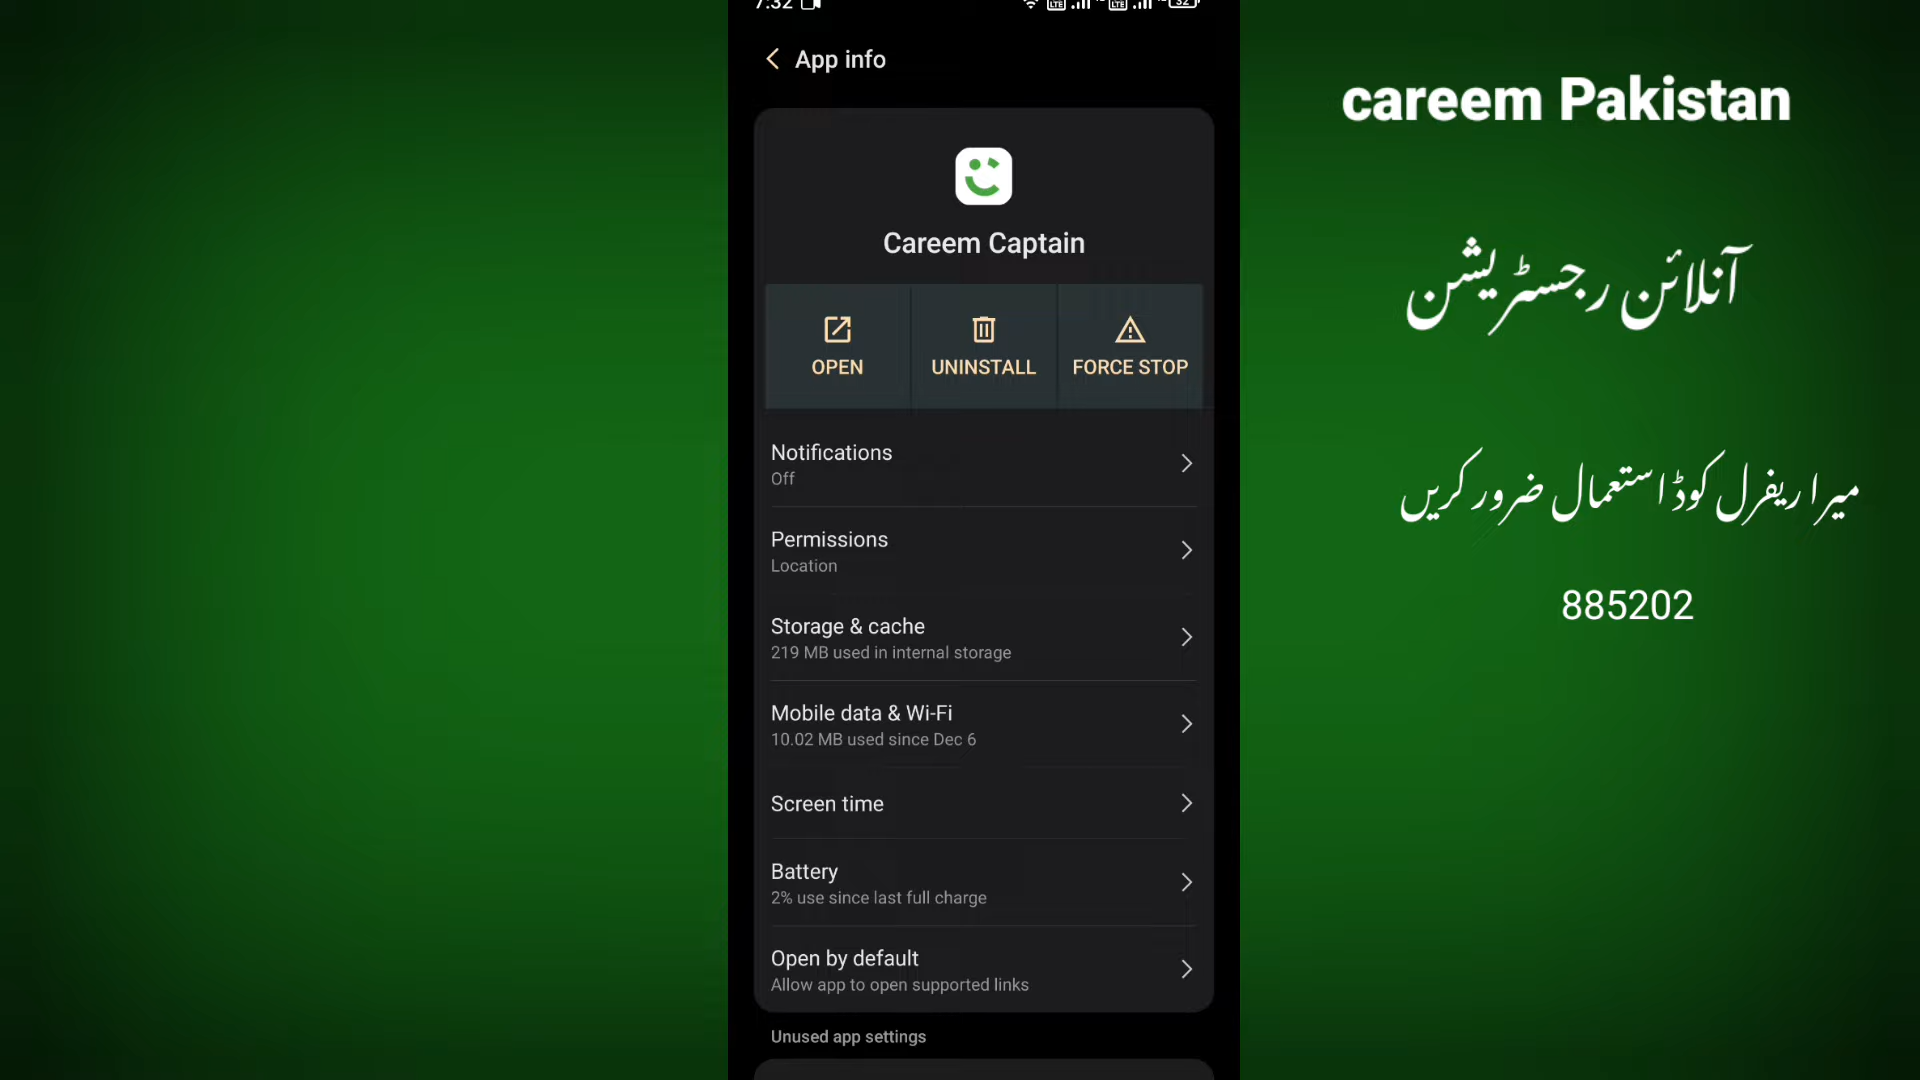 7:32
App info
Careem Captain
OPEN
UNINSTALL
FORCE STOP
Notifications
Off
Permissions
Location
Storage & cache
219 MB used in internal storage
Mobile data & Wi-Fi
10.02 MB used since Dec 6
Screen time
Battery
2% use since last full charge
Open by default
Allow app to open supported links
Unused app settings
careem Pakistan
آنلائن رجسٹریشن
میرا ریفرل کوڈ استعمال ضرور کریں
885202